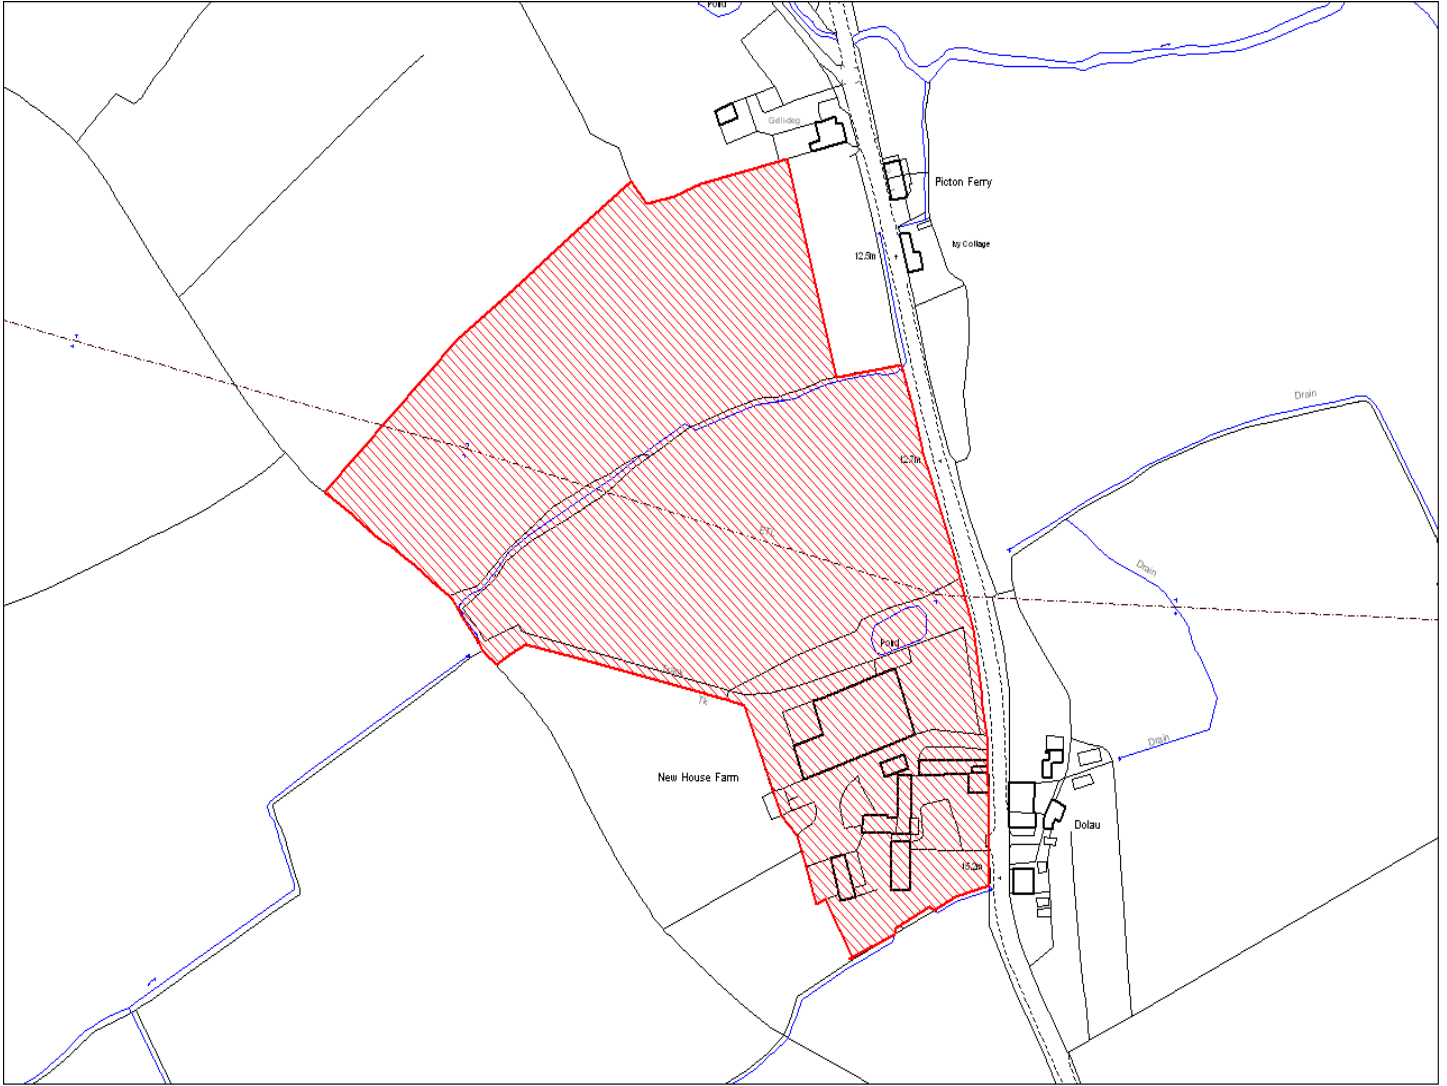 Pond
Gelli-deg
Picton Ferry
Ivy Cottage
12.5m
Drain
12.7m
ETL
Drain
Pond
Track
Tk
Drain
New House Farm
Dolau
15.2m